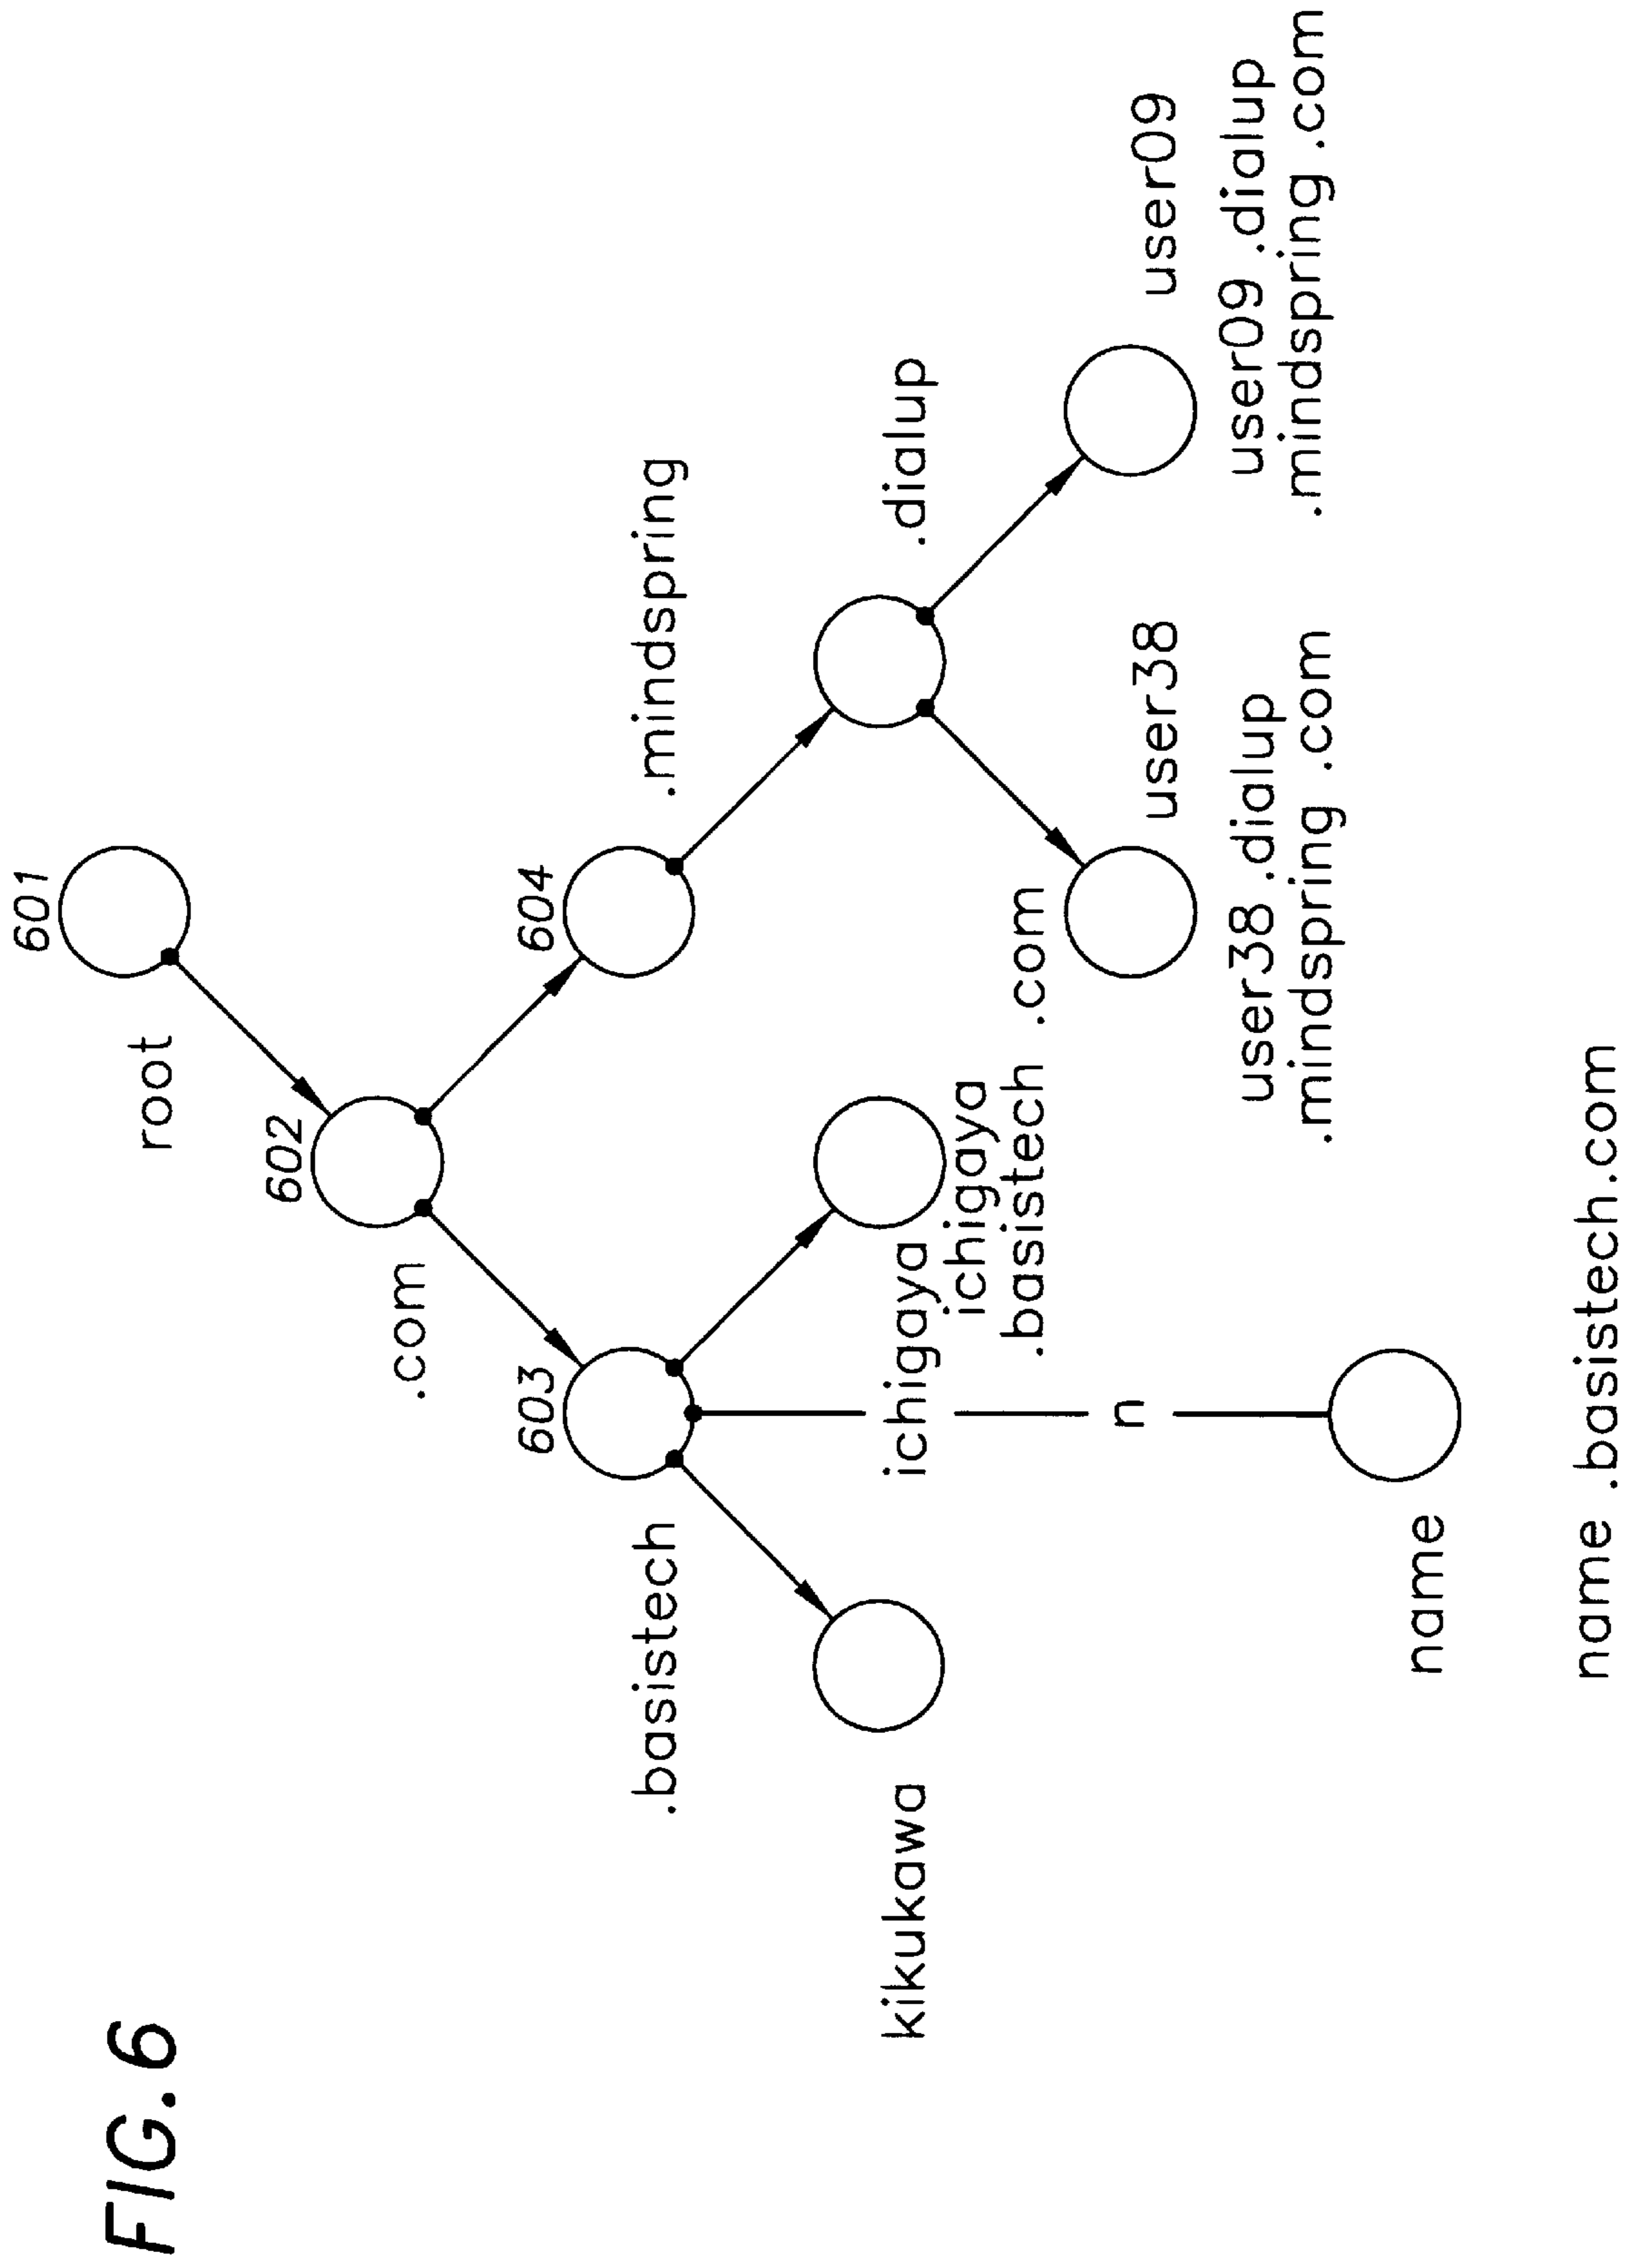 FIG.6
601
root
602
.com
603
604
.basistech
.mindspring
kikukawa
ichigaya
ichigaya
.basistech .com
.dialup
n
user38
user09
user38 .dialup
.mindspring .com
user09 .dialup
.mindspring .com
name
name .basistech.com